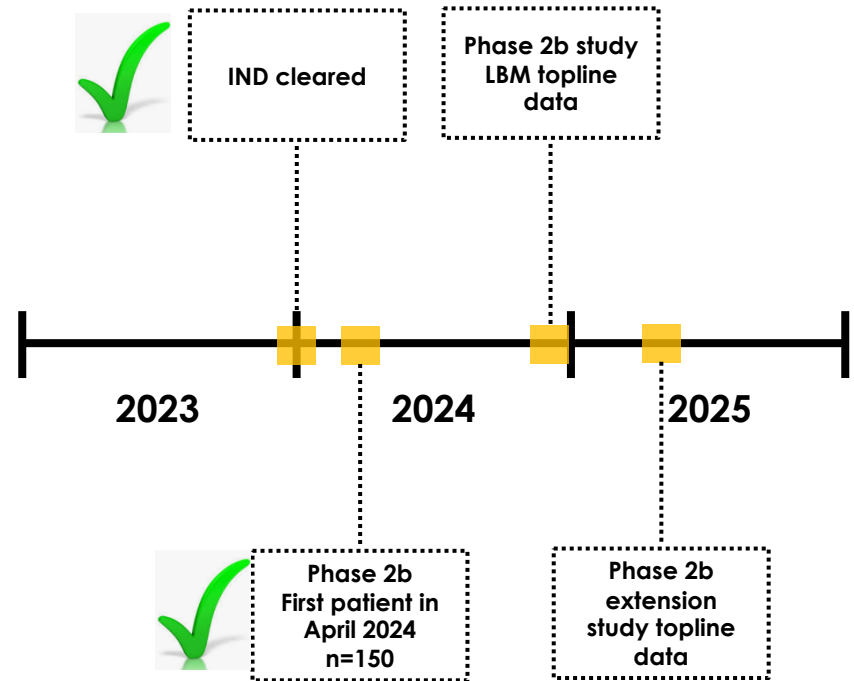 IND cleared
Phase 2b study
LBM topline
data
2023
2024
2025
Phase 2b
First patient in
April 2024
n=150
Phase 2b
extension
study topline
data